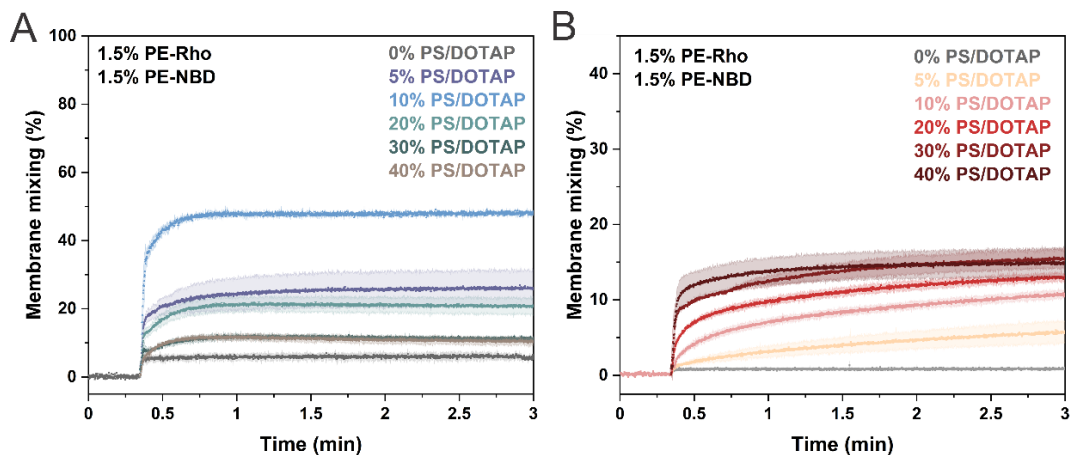 A
1.5% PE-Rho
1.5% PE-NBD
0% PS/DOTAP
5% PS/DOTAP
10% PS/DOTAP
20% PS/DOTAP
30% PS/DOTAP
40% PS/DOTAP
Membrane mixing (%)
100
80
60
40
20
0
0
0.5
1
1.5
2
2.5
3
Time (min)
B
1.5% PE-Rho
1.5% PE-NBD
0% PS/DOTAP
5% PS/DOTAP
10% PS/DOTAP
20% PS/DOTAP
30% PS/DOTAP
40% PS/DOTAP
Membrane mixing (%)
40
30
20
10
0
0
0.5
1
1.5
2
2.5
3
Time (min)